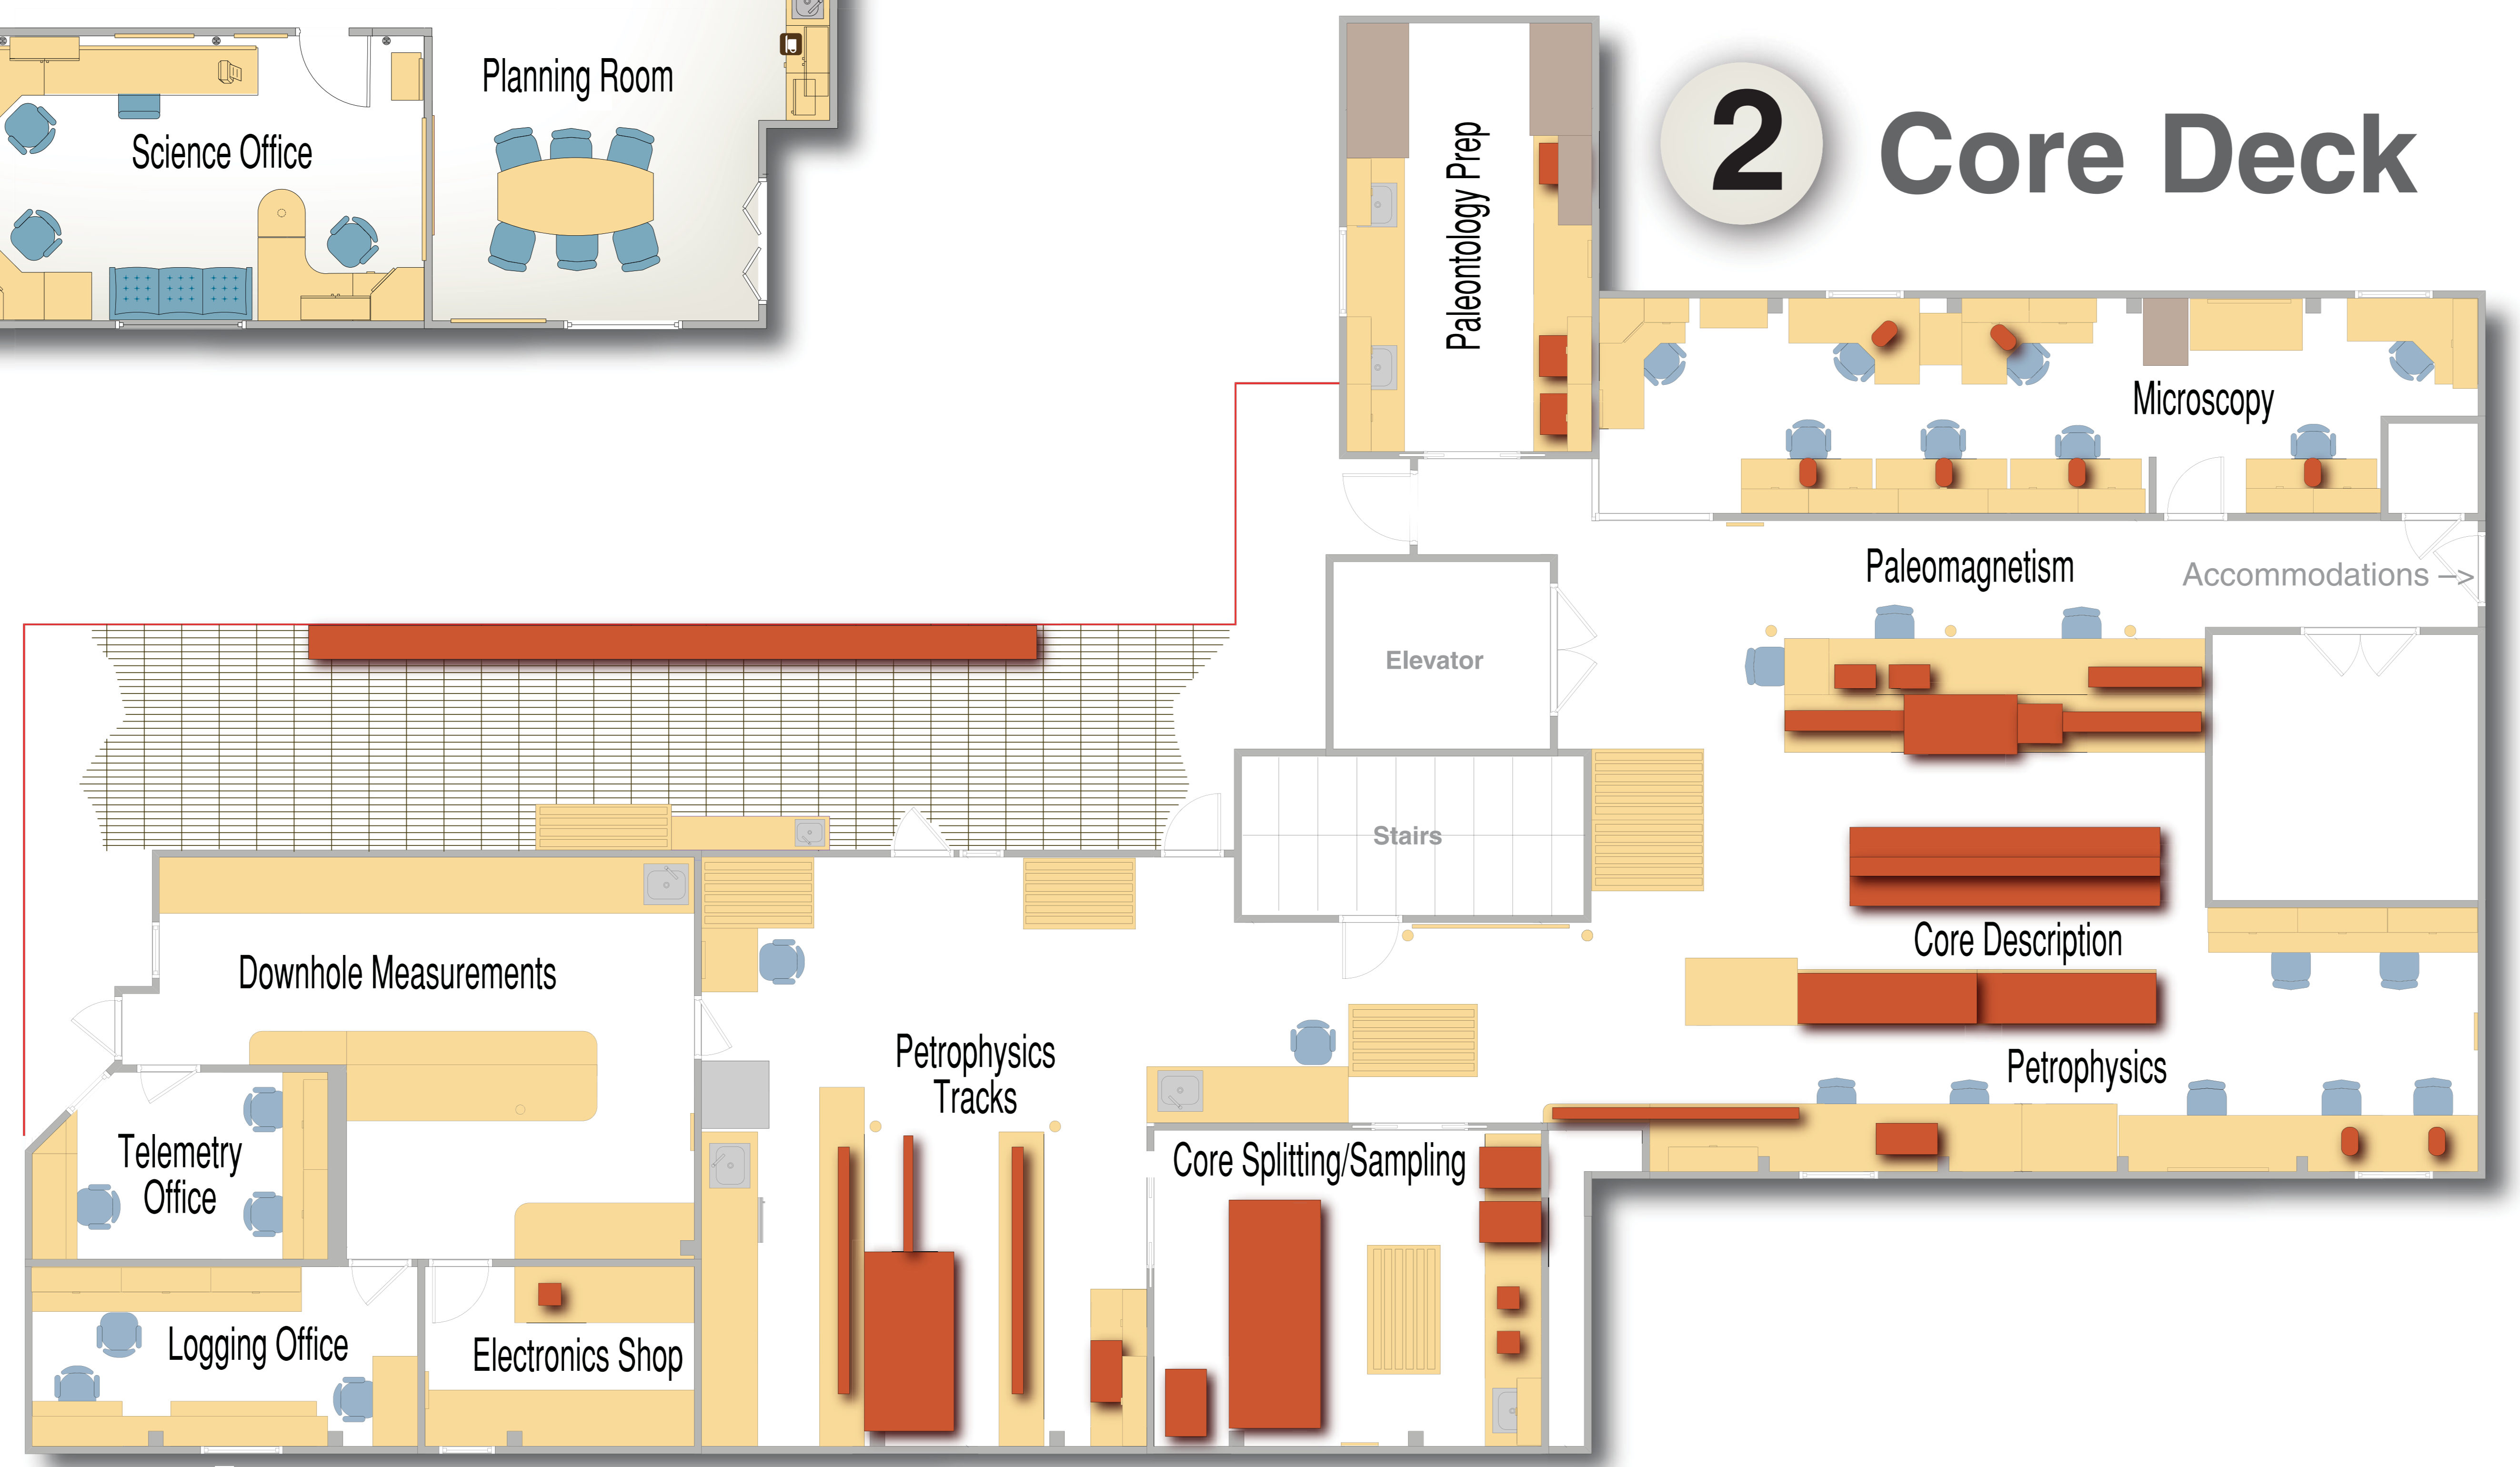 Planning Room
Science Office
Paleontology Prep
2 Core Deck
Microscopy
Paleomagnetism
Accommodations –>
Elevator
Stairs
Core Description
Downhole Measurements
Petrophysics
Tracks
Petrophysics
Telemetry
Office
Core Splitting/Sampling
Logging Office
Electronics Shop